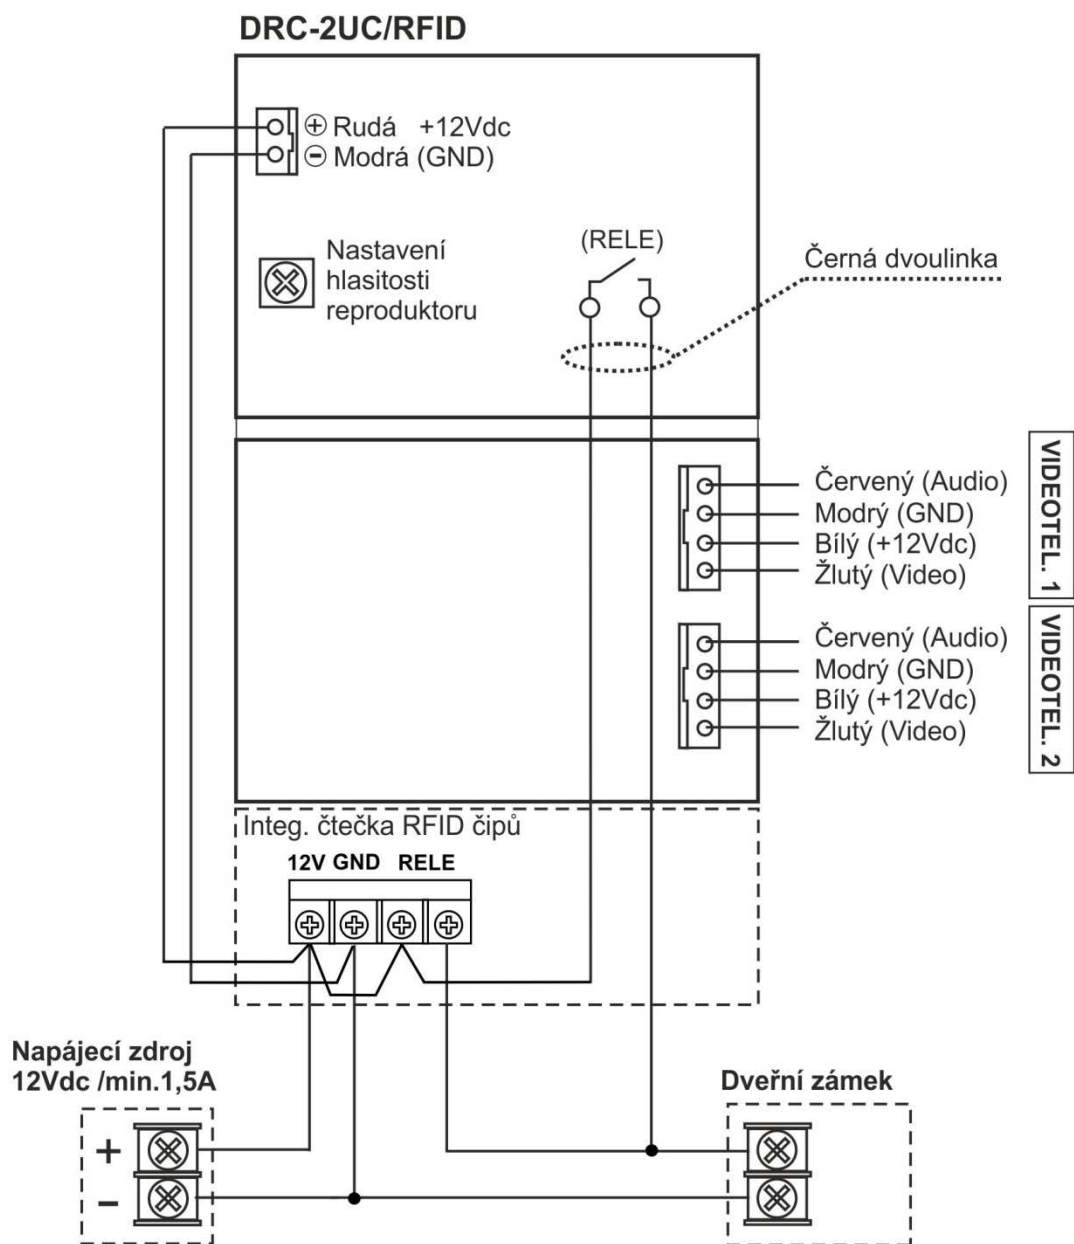 DRC-2UC/RFID
⊕ Rudá +12Vdc
⊖ Modrá (GND)
Nastavení
hlasitosti
reproduktoru
(RELE)
Černá dvoulinka
Červený (Audio)
Modrý (GND)
Bílý (+12Vdc)
Žlutý (Video)
VIDEOTEL. 1
Červený (Audio)
Modrý (GND)
Bílý (+12Vdc)
Žlutý (Video)
VIDEOTEL. 2
Integ. čtečka RFID čipů
12V GND RELE
Napájecí zdroj
12Vdc /min.1,5A
+
−
Dveřní zámek